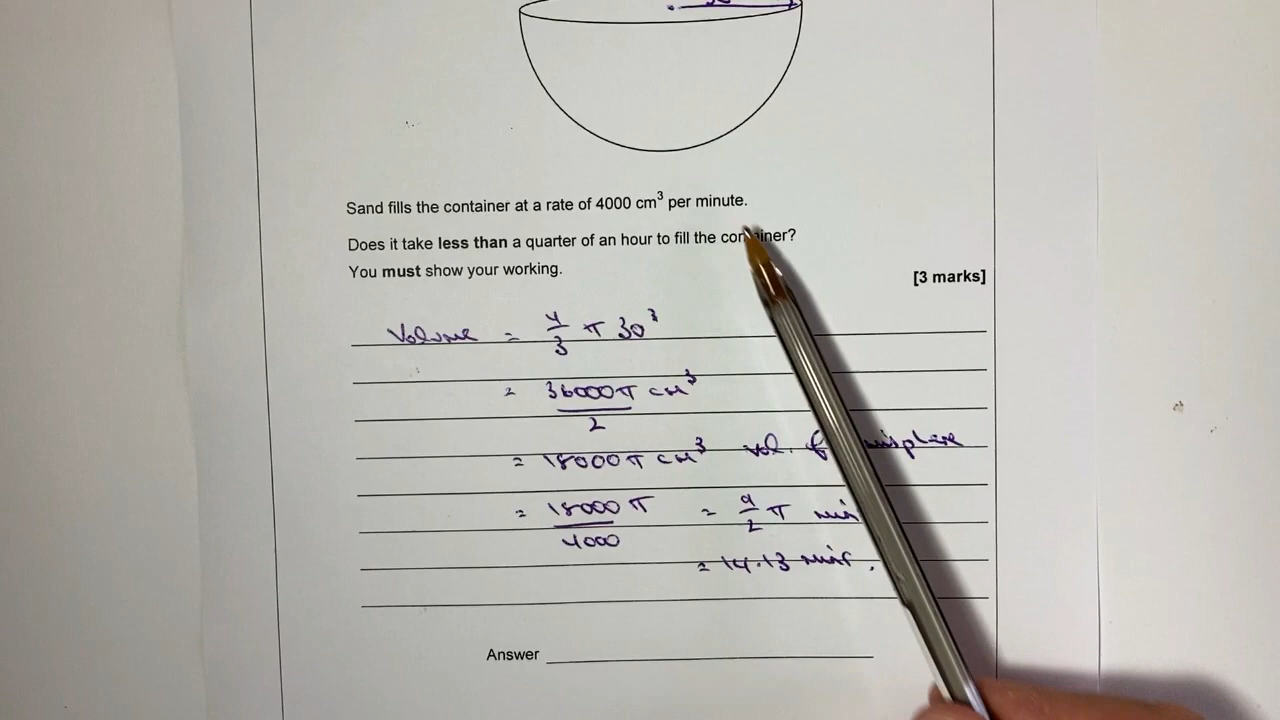 Sand fills the container at a rate of 4000 cm³ per minute.
Does it take less than a quarter of an hour to fill the container?
You must show your working.
[3 marks]
Volume = 4/3 π 30³
= 36000π cm³
2
= 18000π cm³ vol. of
= 18000π / 4000 = 9/2 π min
= 14.13 min.
Answer